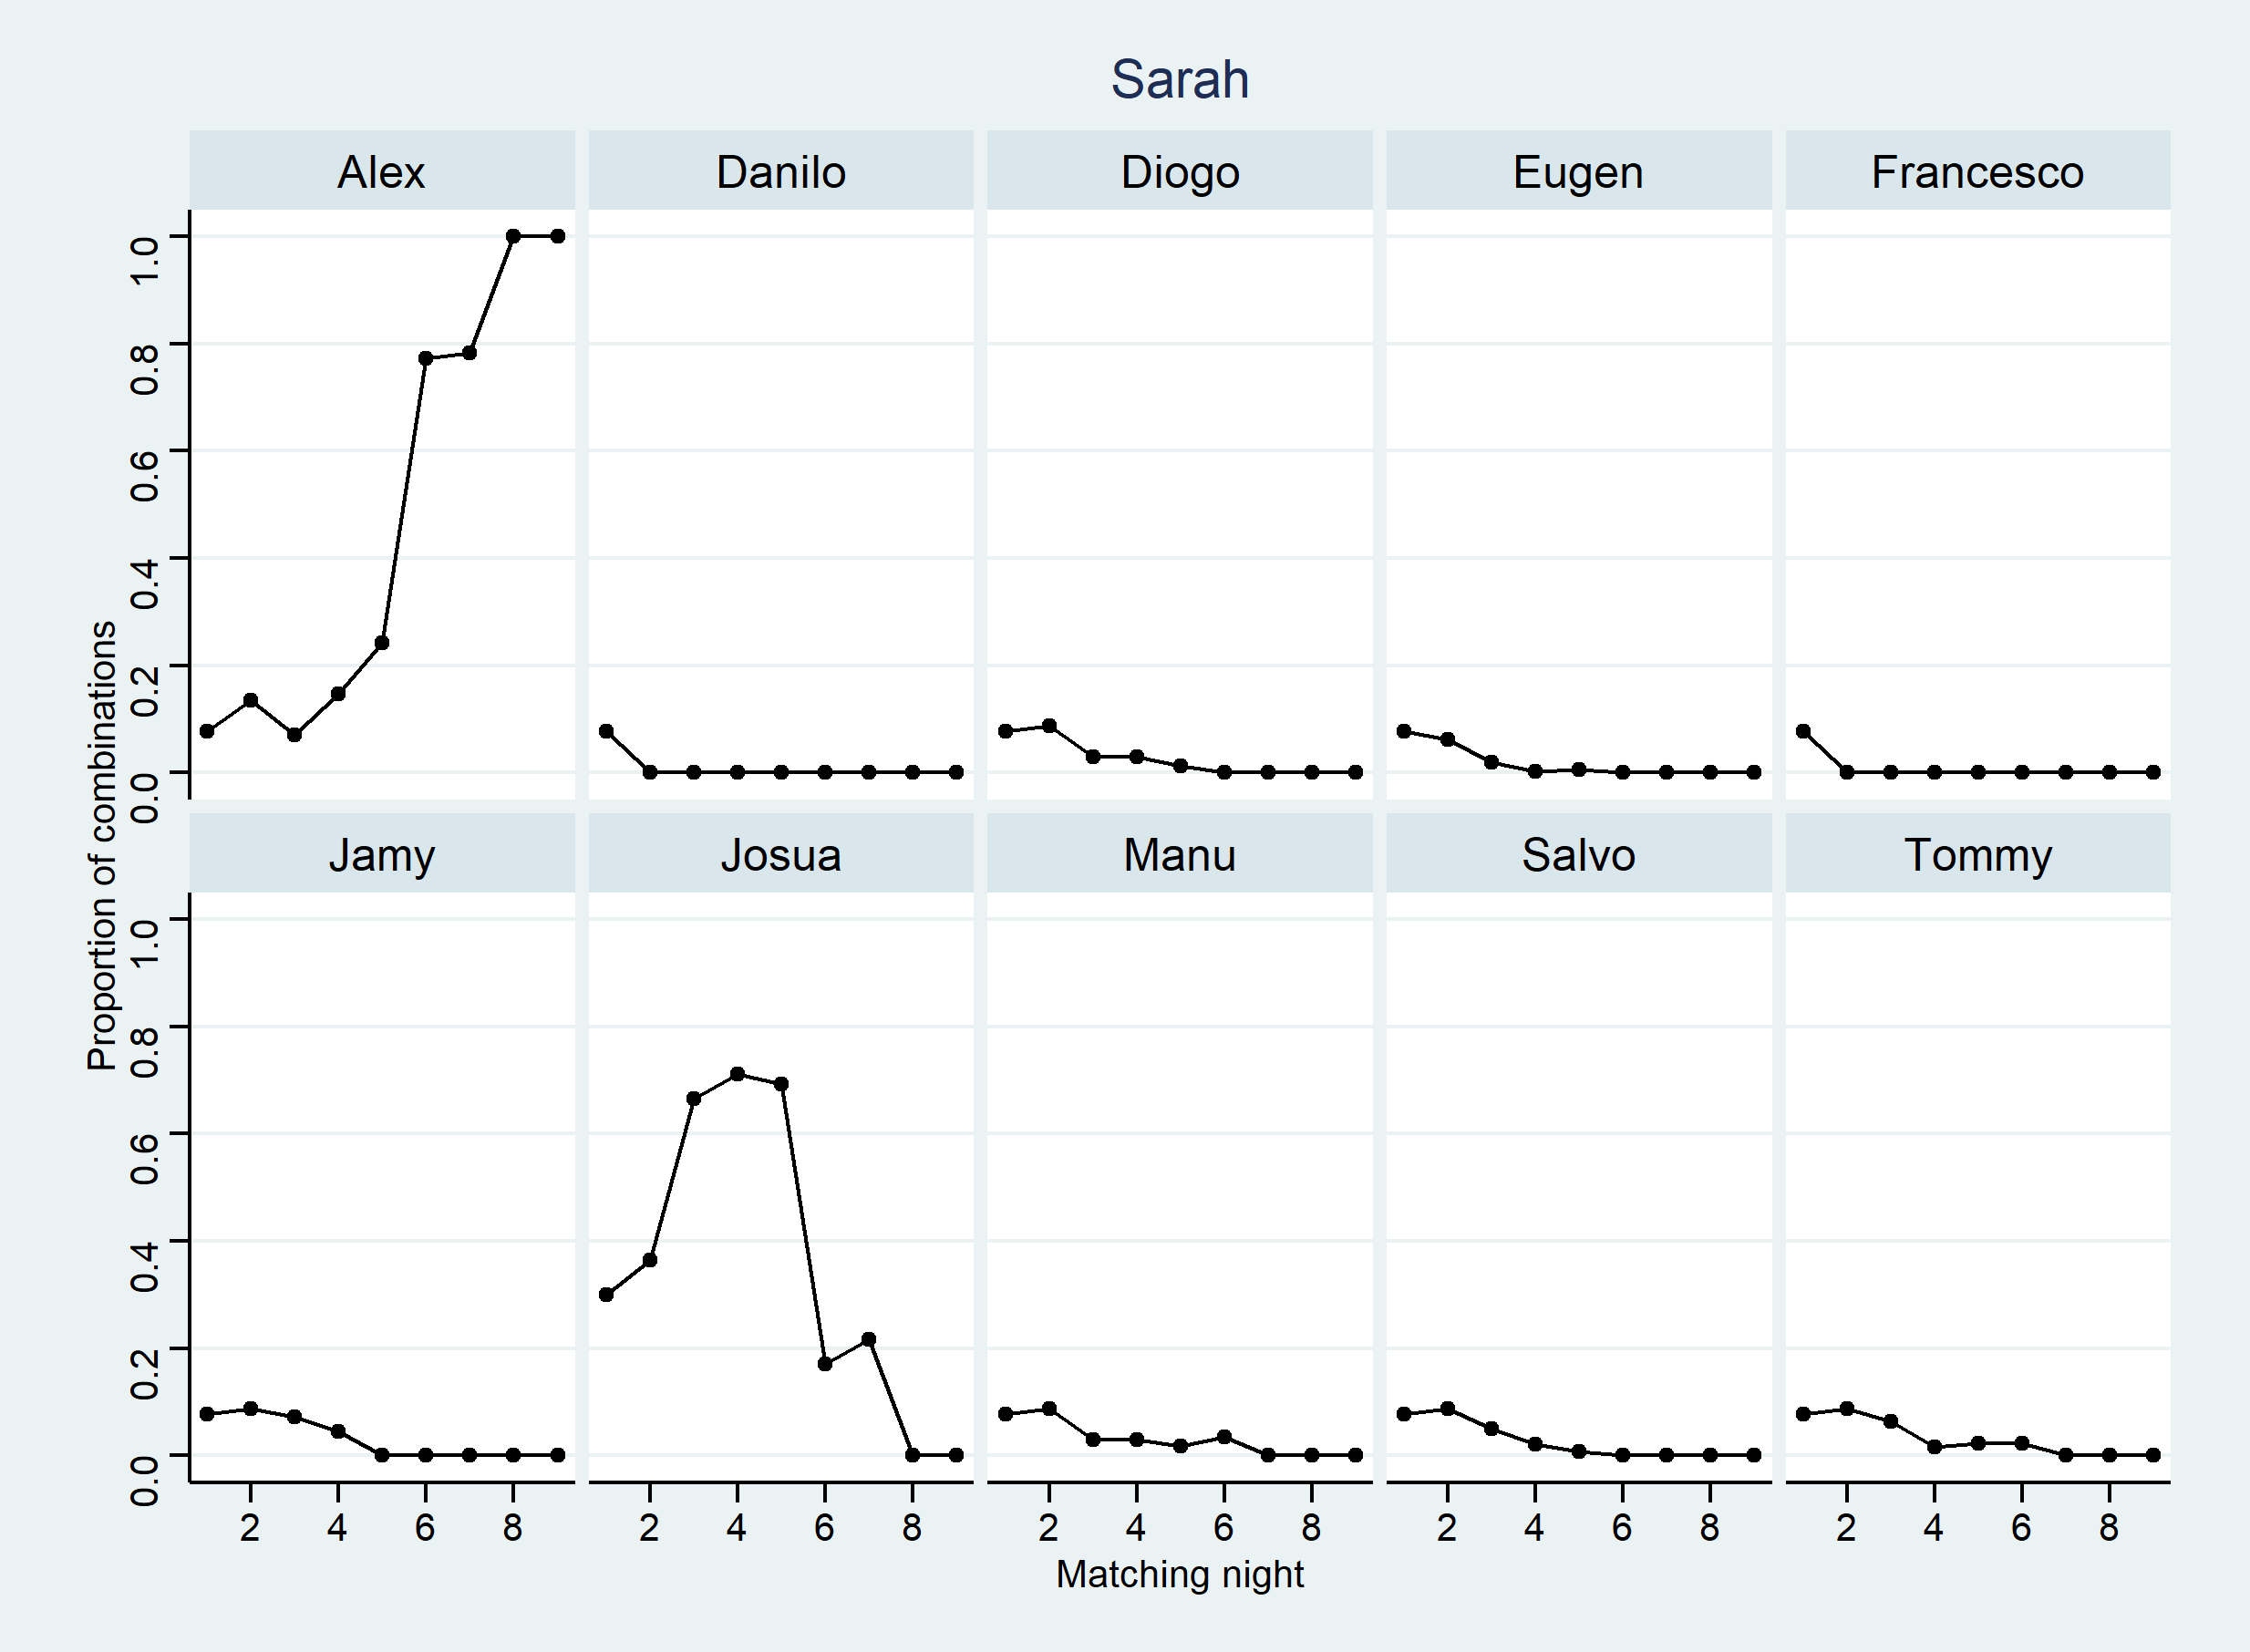 Sarah
Alex Danilo Diogo Eugen Francesco
1.0
0.8
0.6
0.4
0.2
0.0
Proportion of combinations
Jamy Josua Manu Salvo Tommy
1.0
0.8
0.6
0.4
0.2
0.0
2 4 6 8 2 4 6 8 2 4 6 8 2 4 6 8 2 4 6 8
Matching night